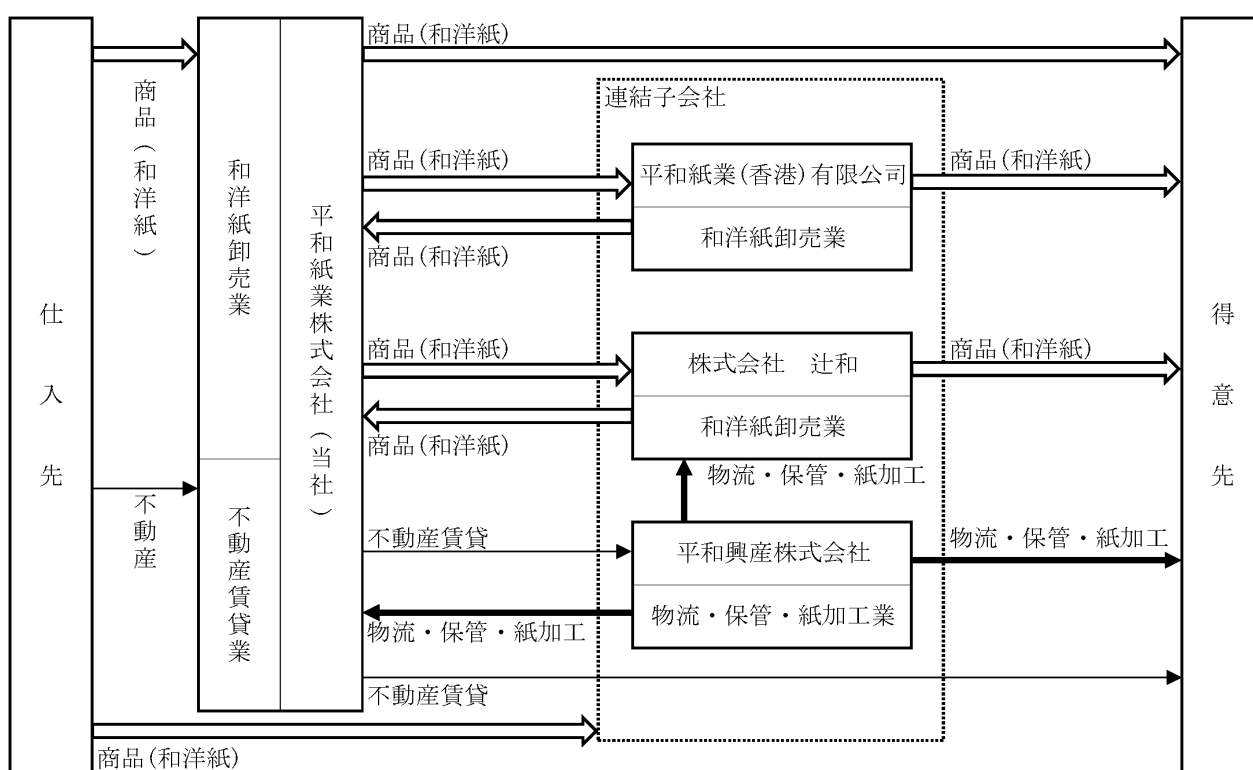 仕入先
商品(和洋紙)
不動産
商品(和洋紙)
和洋紙卸売業
不動産賃貸業
平和紙業株式会社(当社)
商品(和洋紙)
連結子会社
商品(和洋紙)
平和紙業(香港)有限公司
和洋紙卸売業
商品(和洋紙)
商品(和洋紙)
商品(和洋紙)
株式会社　辻和
和洋紙卸売業
商品(和洋紙)
商品(和洋紙)
物流・保管・紙加工
不動産賃貸
平和興産株式会社
物流・保管・紙加工業
物流・保管・紙加工
物流・保管・紙加工
不動産賃貸
得意先